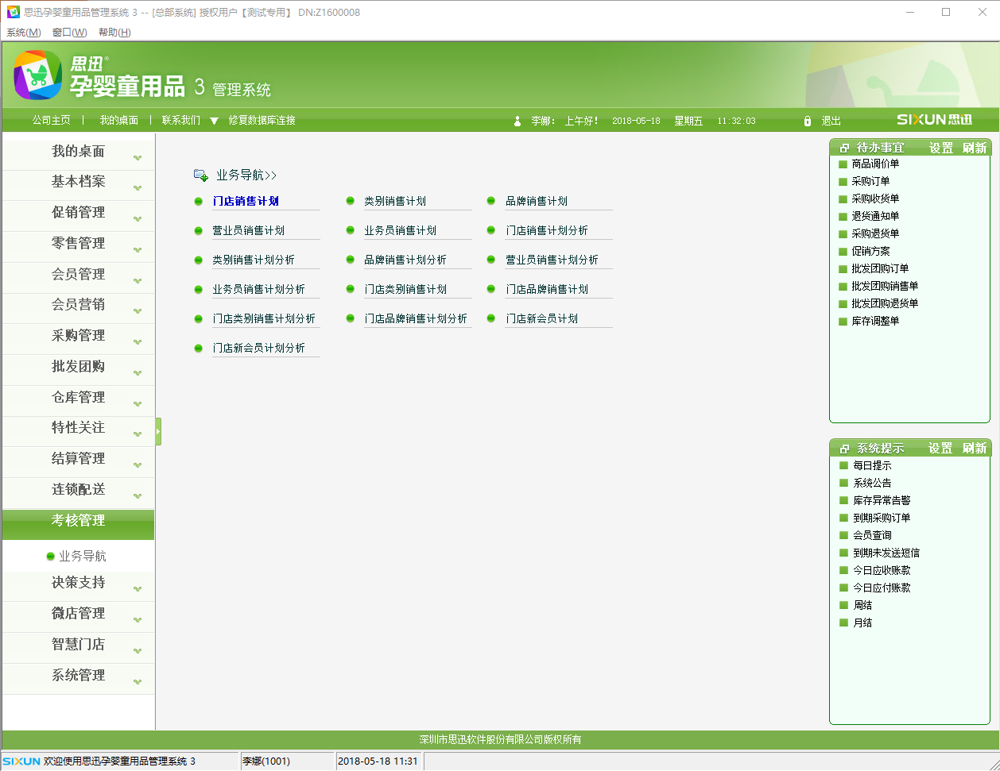 思迅孕婴童用品管理系统 3 -- [总部系统] 授权用户【测试专用】 DN:Z1600008
系统(M) 窗口(W) 帮助(H)
思迅®
孕婴童用品 3 管理系统
公司主页 | 我的桌面 | 联系我们 ▼ 修复数据库连接 李娜: 上午好! 2018-05-18 星期五 11:32:03 退出 SIXUN思迅
我的桌面
基本档案
促销管理
零售管理
会员管理
会员营销
采购管理
批发团购
仓库管理
特性关注
结算管理
连锁配送
考核管理
业务导航
决策支持
微店管理
智慧门店
系统管理
业务导航>>
门店销售计划 类别销售计划 品牌销售计划
营业员销售计划 业务员销售计划 门店销售计划分析
类别销售计划分析 品牌销售计划分析 营业员销售计划分析
业务员销售计划分析 门店类别销售计划 门店品牌销售计划
门店类别销售计划分析 门店品牌销售计划分析 门店新会员计划
门店新会员计划分析
待办事宜 设置 刷新
商品调价单
采购订单
采购收货单
退货通知单
采购退货单
促销方案
批发团购订单
批发团购销售单
批发团购退货单
库存调整单
系统提示 设置 刷新
每日提示
系统公告
库存异常告警
到期采购订单
会员查询
到期未发送短信
今日应收账款
今日应付账款
周结
月结
深圳市思迅软件股份有限公司版权所有
SIXUN 欢迎使用思迅孕婴童用品管理系统 3 李娜(1001) 2018-05-18 11:31